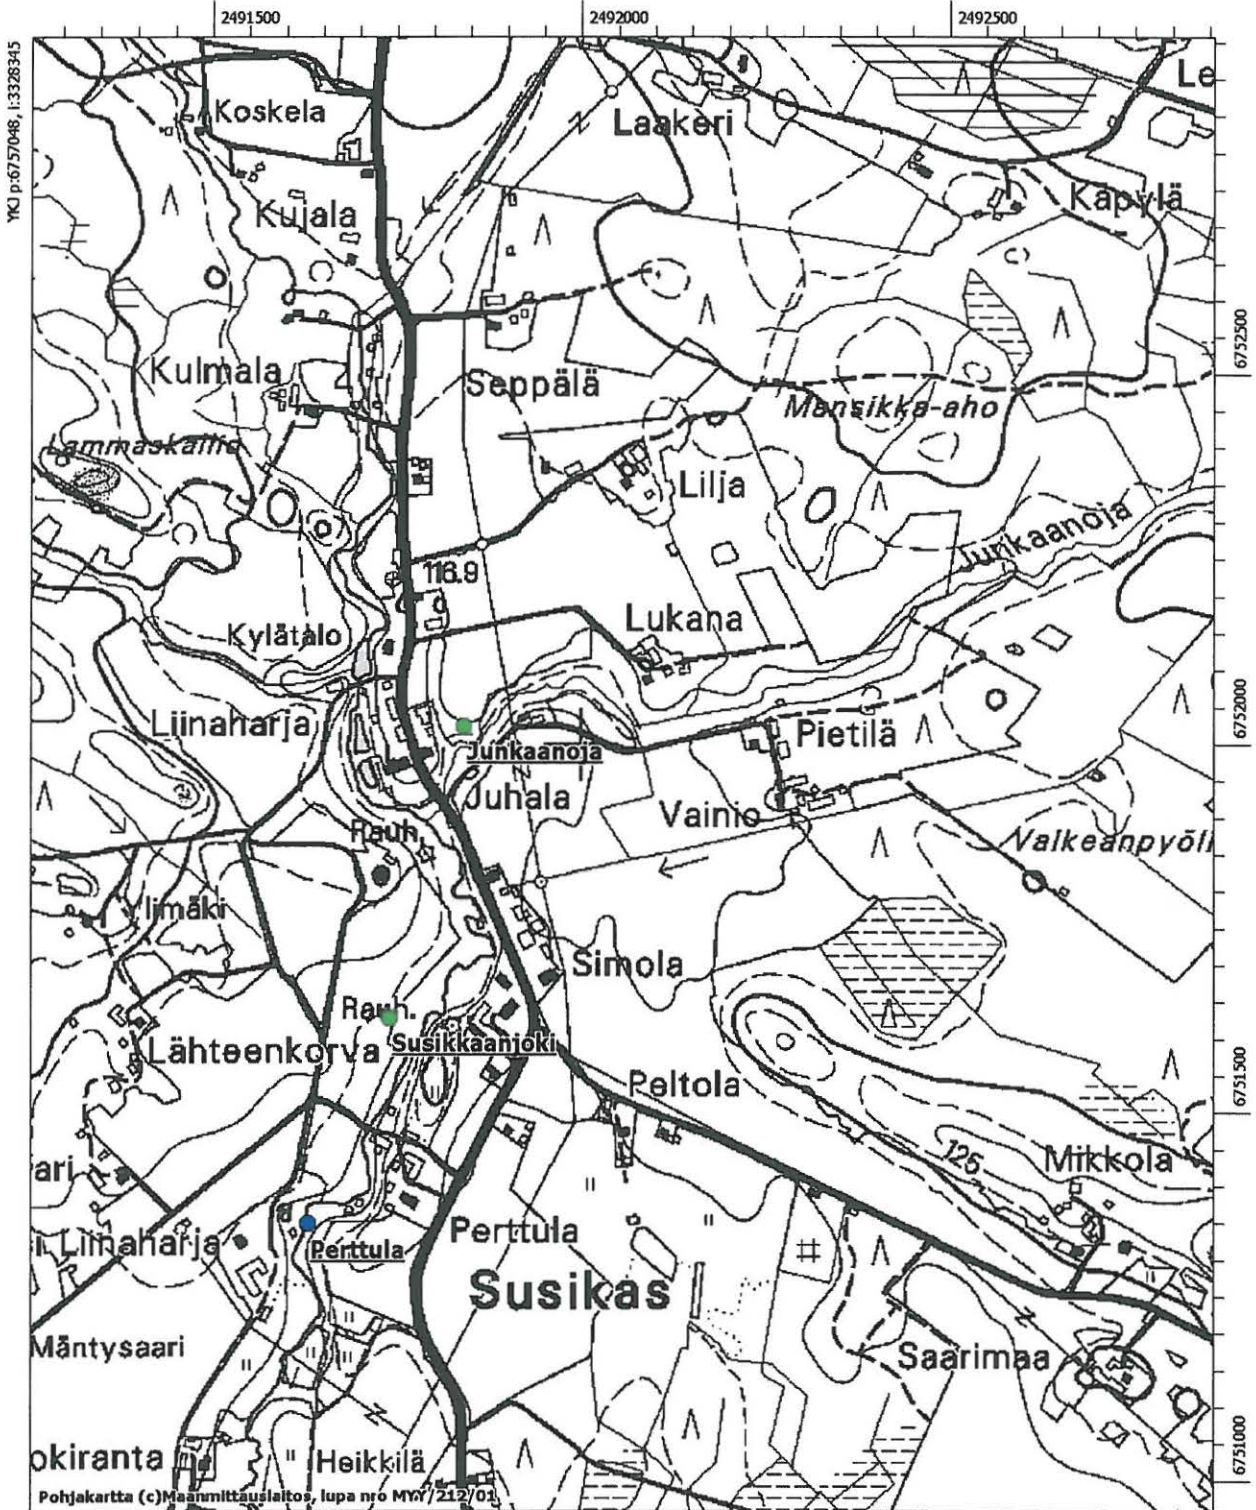 2491500
2492000
2492500
YKJ p:6757048, i:3328345
Koskela
Laakeri
Le
Kujala
Käpylä
6752500
Kulmala
Seppälä
Mansikka-aho
Lammaskallio
Lilja
Junkaanoja
116.9
Kylätalo
Lukana
Liinaharja
Pietilä
6752000
Junkaanoja
Juhala
Vainio
Rauh.
Valkeanpyöli
Iimäki
Simola
Rauh.
Susikkaanjoki
Lähteenkorva
Peltola
6751500
125
Mikkola
ari
Liinaharja
Perttula
Perttula
Susikas
Mäntysaari
Saarimaa
okiranta
Heikkilä
6751000
Pohjakartta (c)Maanmittauslaitos, lupa nro MYY/212/01